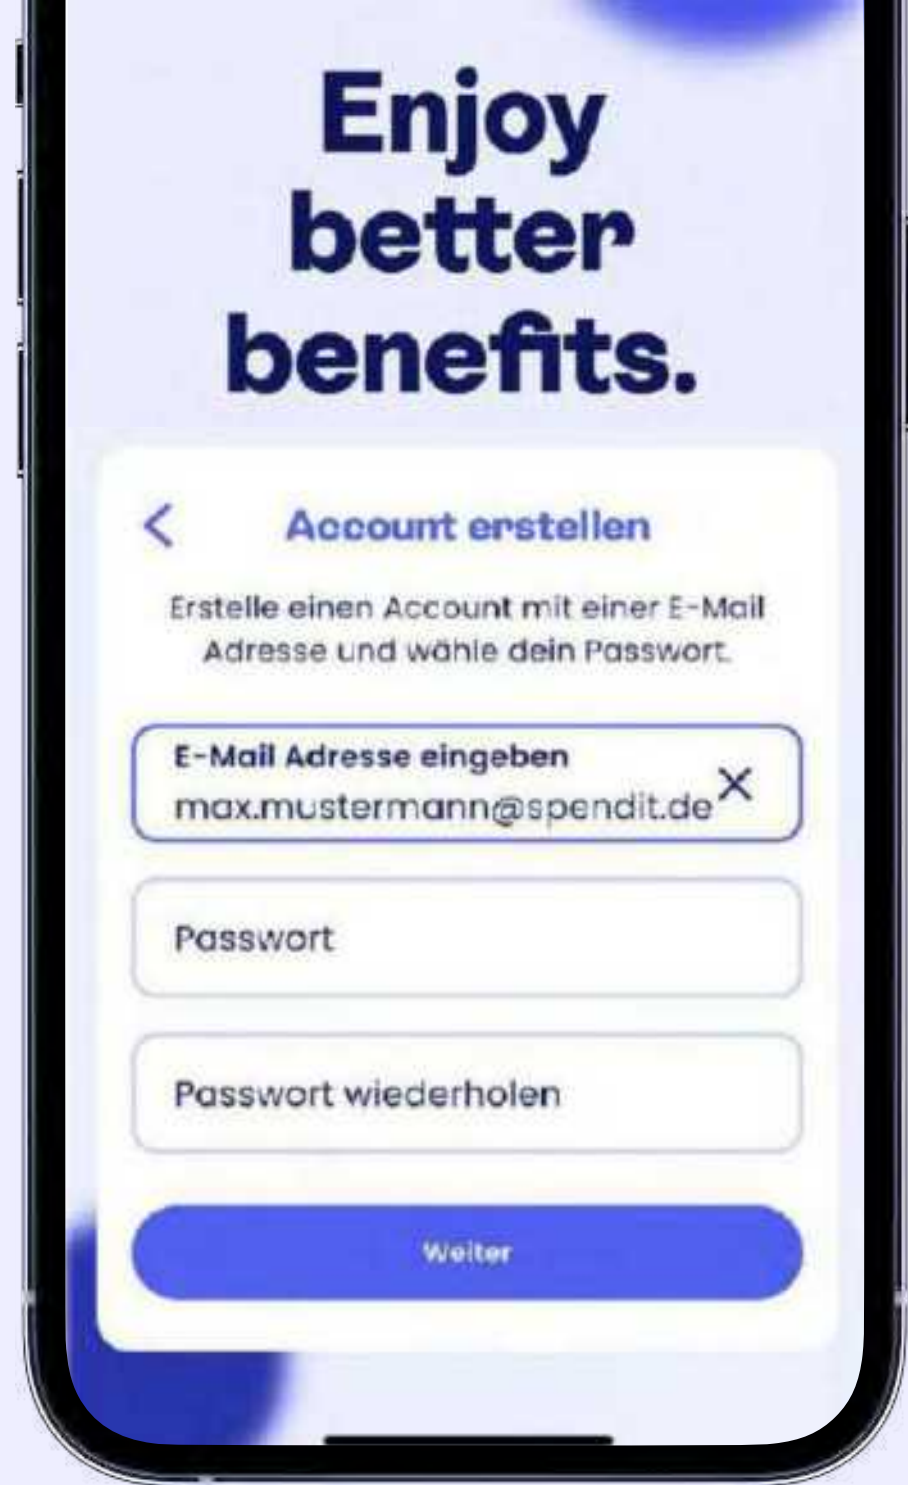 Enjoy
better
benefits.
Account erstellen
Erstelle einen Account mit einer E-Mail
Adresse und wähle dein Passwort.
E-Mail Adresse eingeben
max.mustermann@spendit.de
Passwort
Passwort wiederholen
Weiter